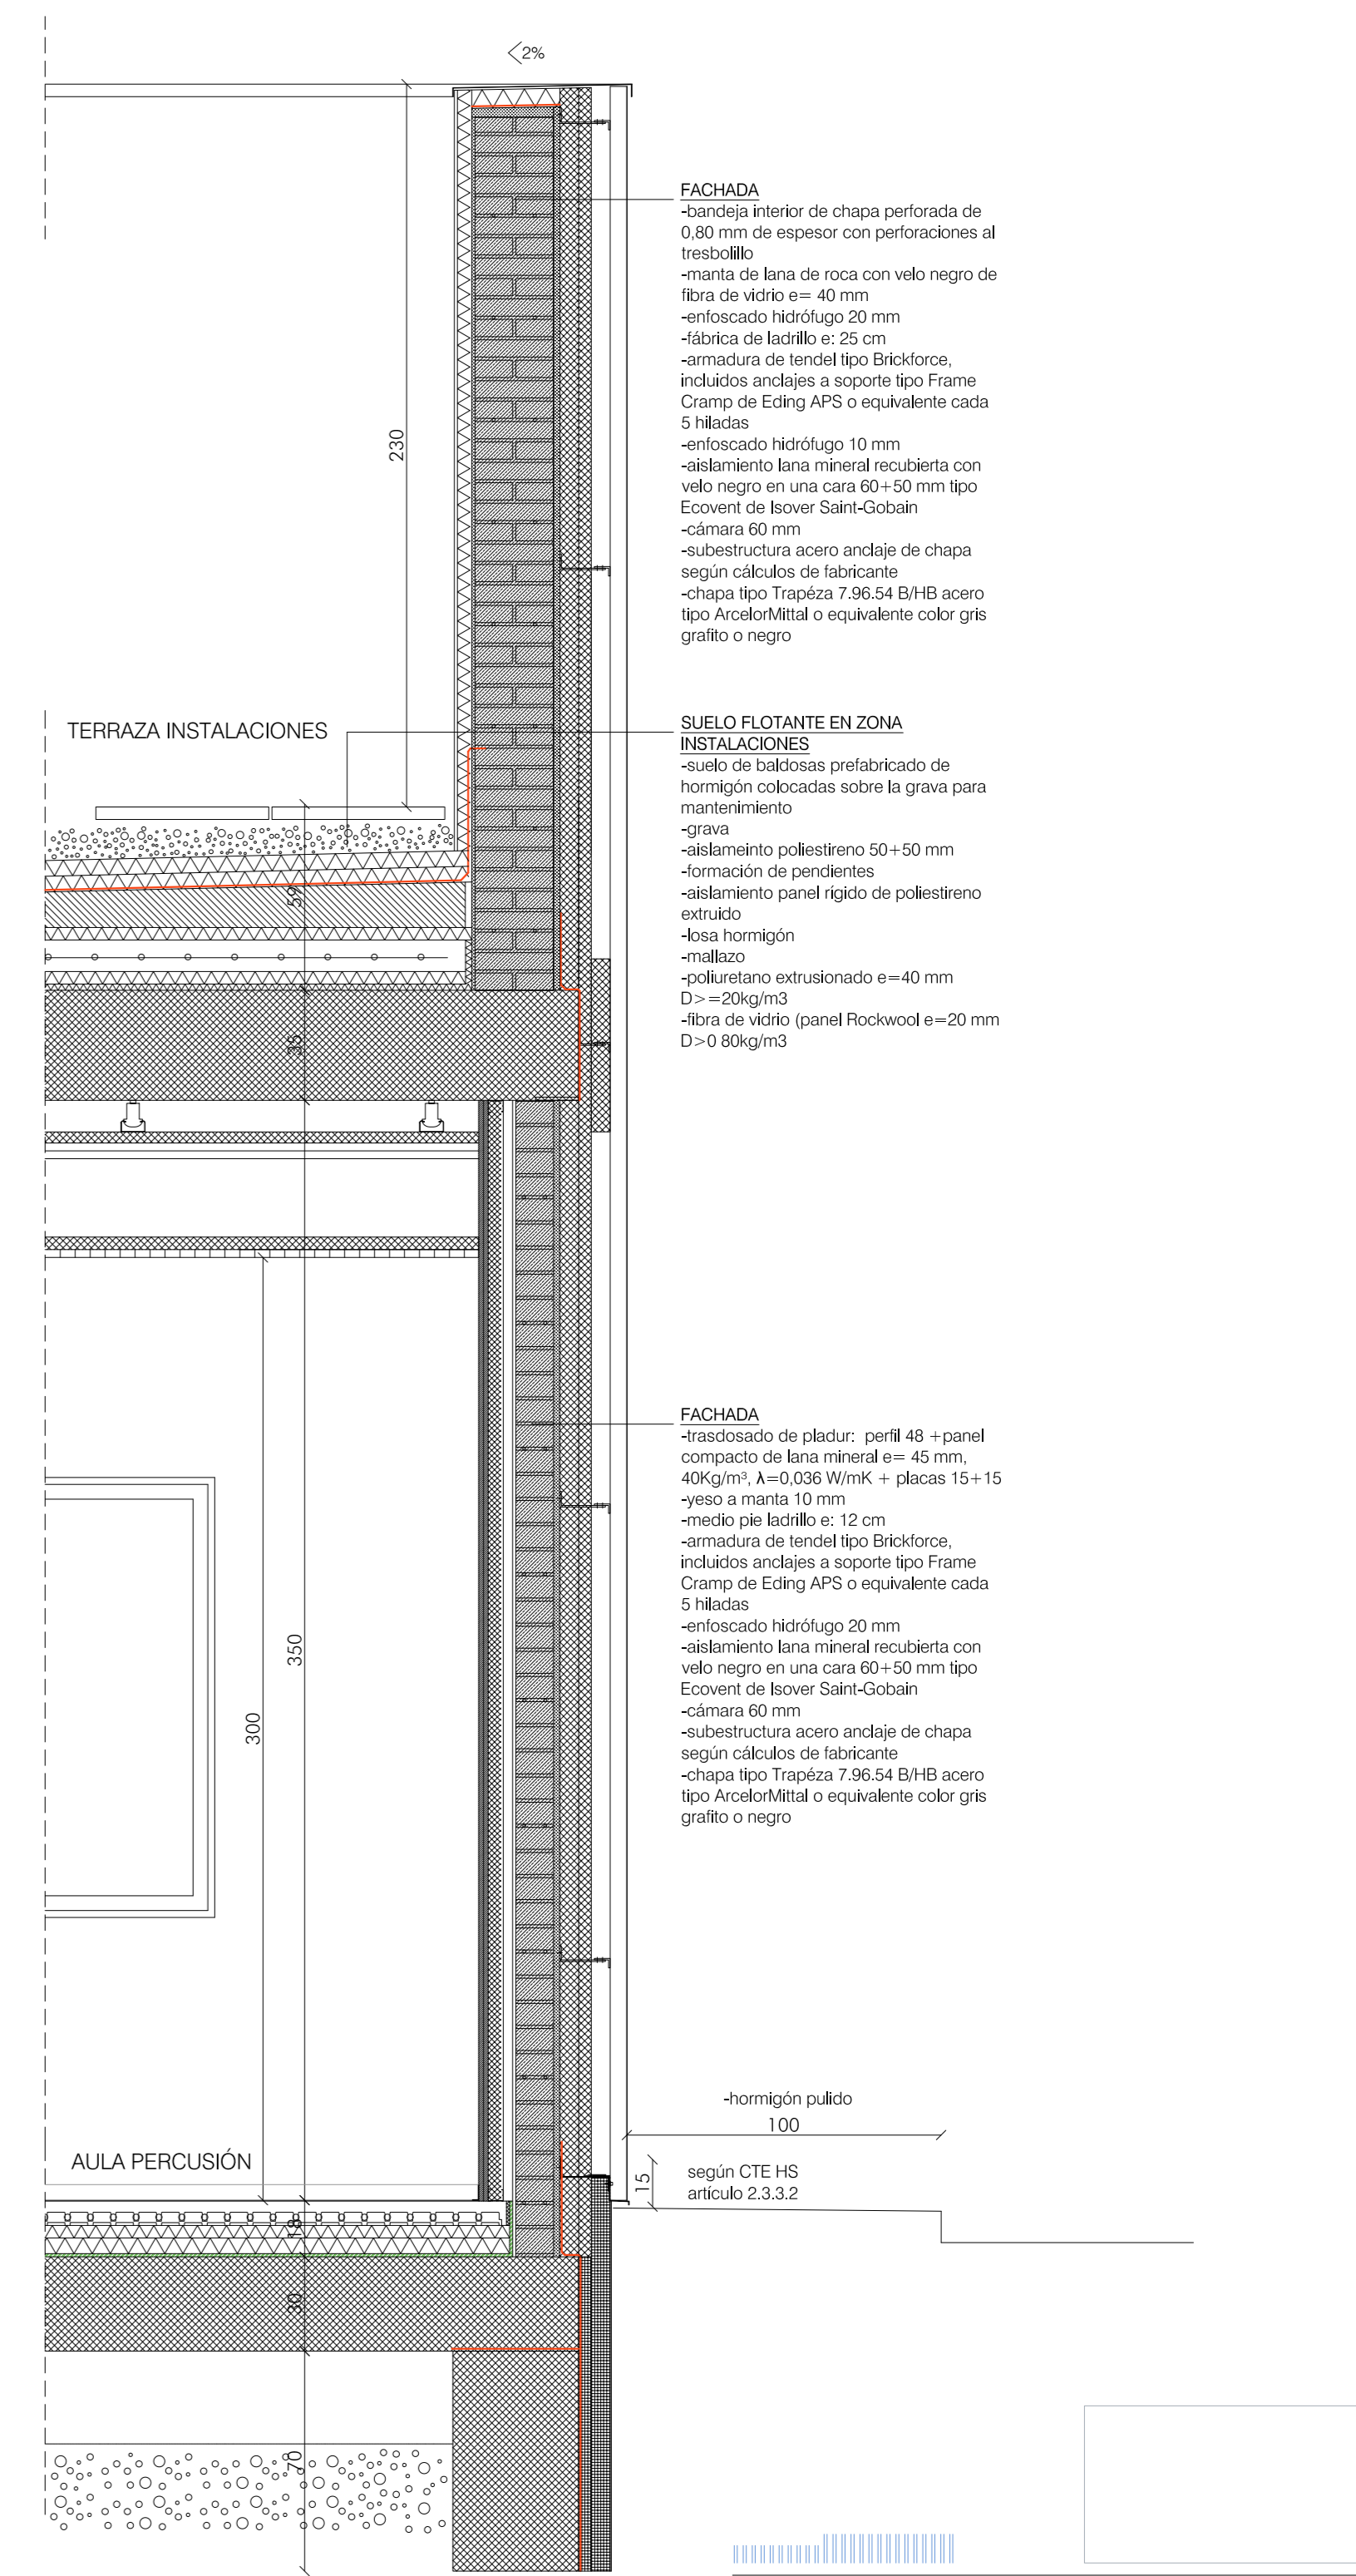 <2%
FACHADA
-bandeja interior de chapa perforada de
0,80 mm de espesor con perforaciones al
tresbolillo
-manta de lana de roca con velo negro de
fibra de vidrio e= 40 mm
-enfoscado hidrófugo 20 mm
-fábrica de ladrillo e: 25 cm
-armadura de tendel tipo Brickforce,
incluidos anclajes a soporte tipo Frame
Cramp de Eding APS o equivalente cada
5 hiladas
-enfoscado hidrófugo 10 mm
-aislamiento lana mineral recubierta con
velo negro en una cara 60+50 mm tipo
Ecovent de Isover Saint-Gobain
-cámara 60 mm
-subestructura acero anclaje de chapa
según cálculos de fabricante
-chapa tipo Trapéza 7.96.54 B/HB acero
tipo ArcelorMittal o equivalente color gris
grafito o negro
230
TERRAZA INSTALACIONES
SUELO FLOTANTE EN ZONA
INSTALACIONES
-suelo de baldosas prefabricado de
hormigón colocadas sobre la grava para
mantenimiento
-grava
-aislameinto poliestireno 50+50 mm
-formación de pendientes
-aislamiento panel rígido de poliestireno
extruido
-losa hormigón
-mallazo
-poliuretano extrusionado e=40 mm
D>=20kg/m3
-fibra de vidrio (panel Rockwool e=20 mm
D>0 80kg/m3
59
35
FACHADA
-trasdosado de pladur: perfil 48 +panel
compacto de lana mineral e= 45 mm,
40Kg/m³, λ=0,036 W/mK + placas 15+15
-yeso a manta 10 mm
-medio pie ladrillo e: 12 cm
-armadura de tendel tipo Brickforce,
incluidos anclajes a soporte tipo Frame
Cramp de Eding APS o equivalente cada
5 hiladas
-enfoscado hidrófugo 20 mm
-aislamiento lana mineral recubierta con
velo negro en una cara 60+50 mm tipo
Ecovent de Isover Saint-Gobain
-cámara 60 mm
-subestructura acero anclaje de chapa
según cálculos de fabricante
-chapa tipo Trapéza 7.96.54 B/HB acero
tipo ArcelorMittal o equivalente color gris
grafito o negro
350
300
-hormigón pulido
100
AULA PERCUSIÓN
15
según CTE HS
artículo 2.3.3.2
18
30
70